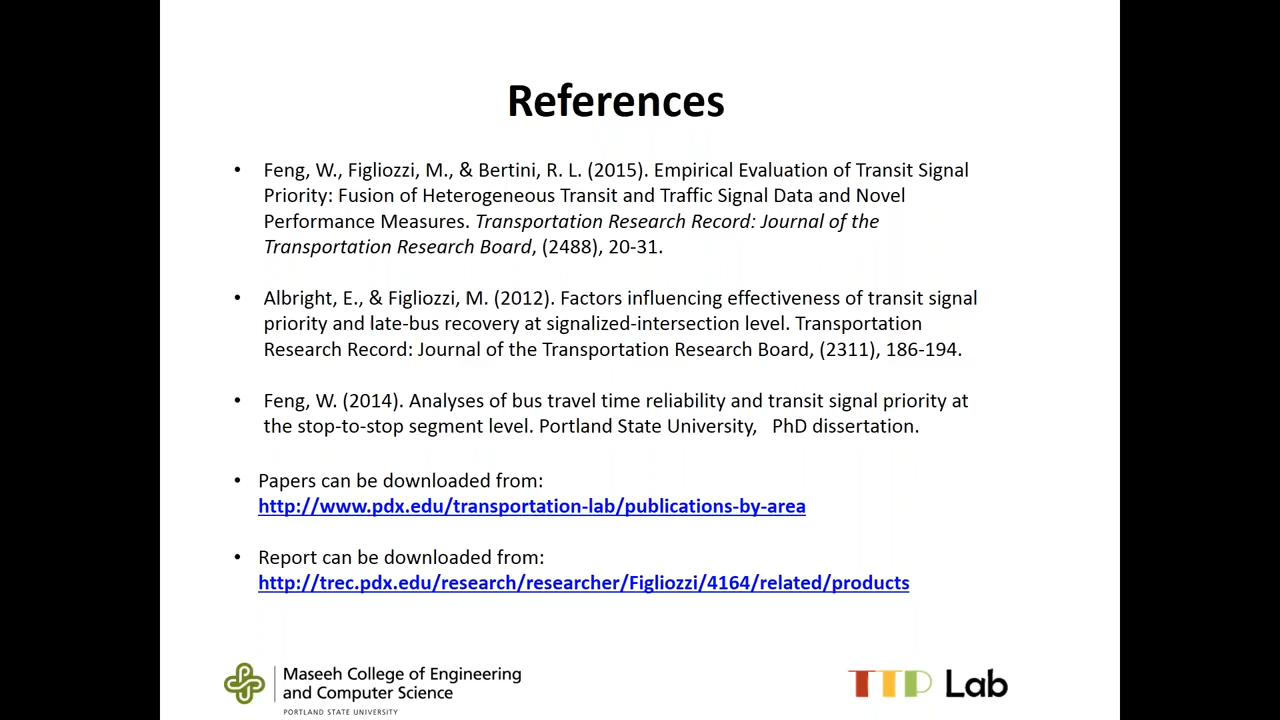 References
• Feng, W., Figliozzi, M., & Bertini, R. L. (2015). Empirical Evaluation of Transit Signal
Priority: Fusion of Heterogeneous Transit and Traffic Signal Data and Novel
Performance Measures. Transportation Research Record: Journal of the
Transportation Research Board, (2488), 20-31.
• Albright, E., & Figliozzi, M. (2012). Factors influencing effectiveness of transit signal
priority and late-bus recovery at signalized-intersection level. Transportation
Research Record: Journal of the Transportation Research Board, (2311), 186-194.
• Feng, W. (2014). Analyses of bus travel time reliability and transit signal priority at
the stop-to-stop segment level. Portland State University, PhD dissertation.
• Papers can be downloaded from:
http://www.pdx.edu/transportation-lab/publications-by-area
• Report can be downloaded from:
http://trec.pdx.edu/research/researcher/Figliozzi/4164/related/products
Maseeh College of Engineering
and Computer Science
PORTLAND STATE UNIVERSITY
TTP Lab